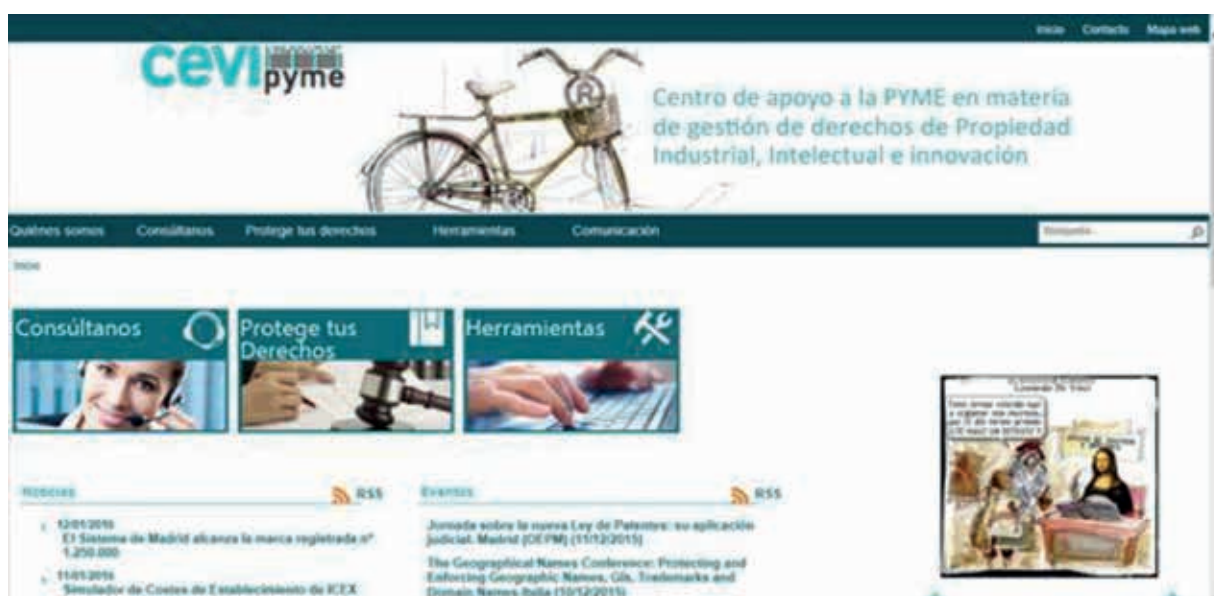 Inicio Contacto Mapa web
cevipyme
Centro de apoyo a la PYME en materia
de gestión de derechos de Propiedad
Industrial, Intelectual e innovación
®
Quiénes somos Consúltanos Protege tus derechos Herramientas Comunicación Búsqueda...
Inicio
Consúltanos
Protege tus
Derechos
Herramientas
Leonardo Da Vinci
Noticias RSS
Eventos RSS
12/01/2016
El Sistema de Madrid alcanza la marca registrada nº
1.250.000
11/01/2016
Simulador de Costes de Establecimiento de ICEX
Jornada sobre la nueva Ley de Patentes: su aplicación
judicial. Madrid (OEPM) (11/12/2015)
The Geographical Names Conference: Protecting and
Enforcing Geographic Names, GIs, Trademarks and
Domain Names-Italia (10/12/2015)